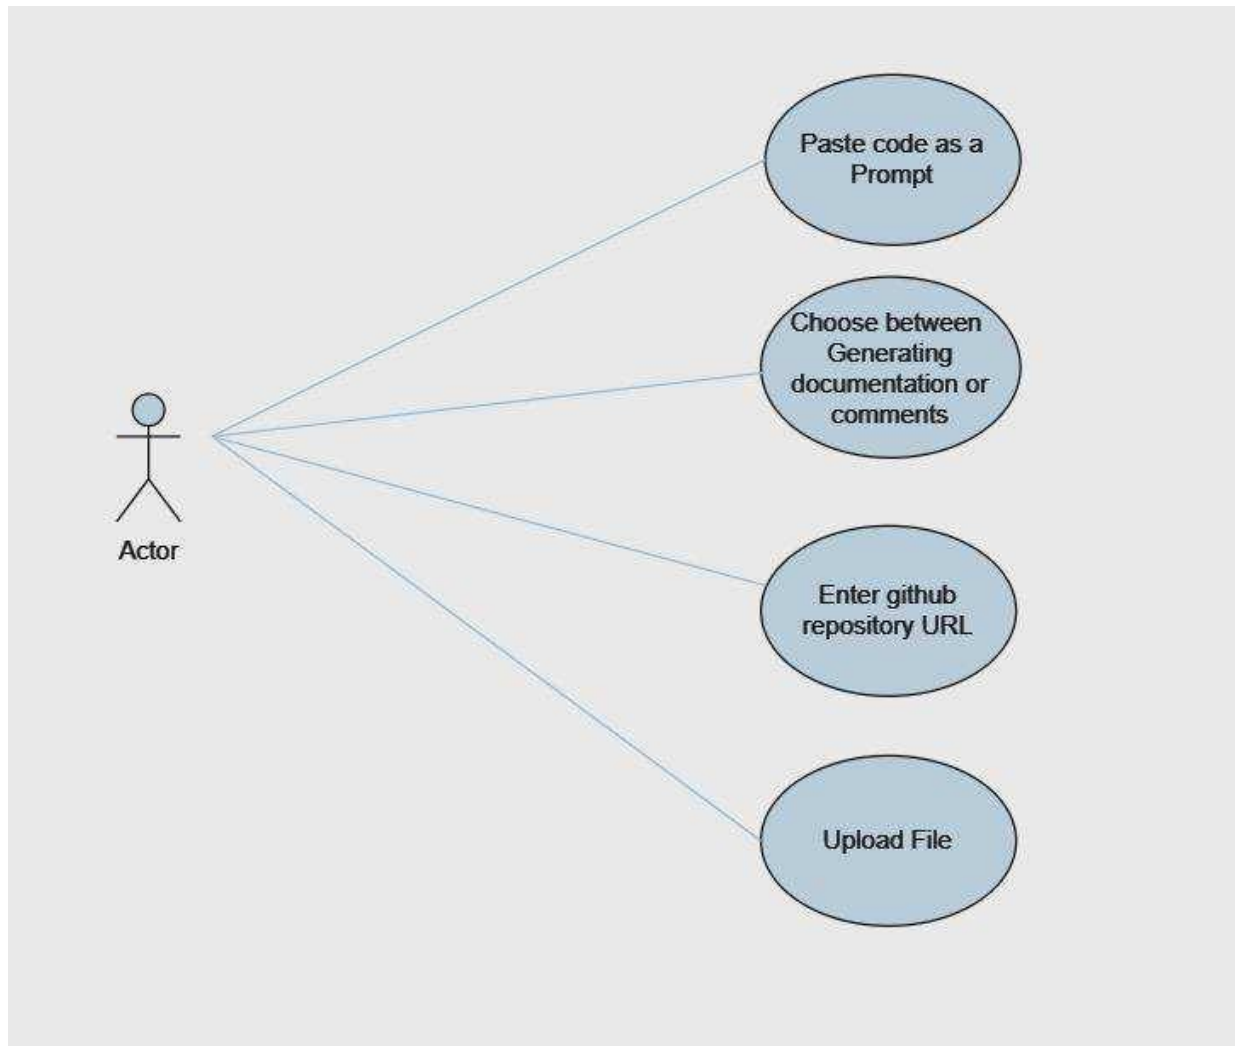 Paste code as a
Prompt
Choose between
Generating
documentation or
comments
Actor
Enter github
repository URL
Upload File